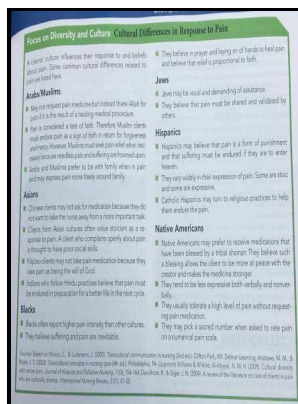 Focus on Diversity and Culture Cultural Differences in Response to Pain
A clients' culture influences their response to and beliefs
about pain. Some common cultural differences related to
pain are listed here.
Arabs/Muslims
May not request pain medicine but instead thank Allah for
pain if it is the result of a healing medical procedure.
Pain is considered a test of faith. Therefore Muslim clients
must endure pain as a sign of faith in return for forgiveness
and mercy. However, Muslims must seek pain relief when nec-
essary because needless pain and suffering are frowned upon.
Arabs and Muslims prefer to be with family when in pain
and may express pain more freely around family.
Asians
Chinese clients may not ask for medication because they do
not want to take the nurse away from a more important task.
Clients from Asian cultures often value stoicism as a re-
sponse to pain. A client who complains openly about pain
is thought to have poor social skills.
Filipino clients may not take pain medication because they
view pain as being the will of God.
Indians who follow Hindu practices believe that pain
must be endured in preparation for a better life in the next cycle.
Blacks
Blacks often report higher pain intensity than other cultures.
They believe suffering and pain are inevitable.
They believe in prayer and laying on of hands to heal pain
and believe that relief is proportional to faith.
Jews
Jews may be vocal and demanding of assistance.
They believe that pain must be shared and validated by
others.
Hispanics
Hispanics may believe that pain is a form of punishment
and that suffering must be endured if they are to enter
heaven.
They vary widely in their expression of pain. Some are stoic
and some are expressive.
Catholic Hispanics may turn to religious practices to help
them endure the pain.
Native Americans
Native Americans may prefer to receive medications that
have been blessed by a tribal shaman. They believe such
a blessing allows the client to be more at peace with the
creator and makes the medicine stronger.
They tend to be less expressive both verbally and nonver-
bally.
They usually tolerate a high level of pain without request-
ing pain medication.
They may pick a sacred number when asked to rate pain
on a numerical pain scale.